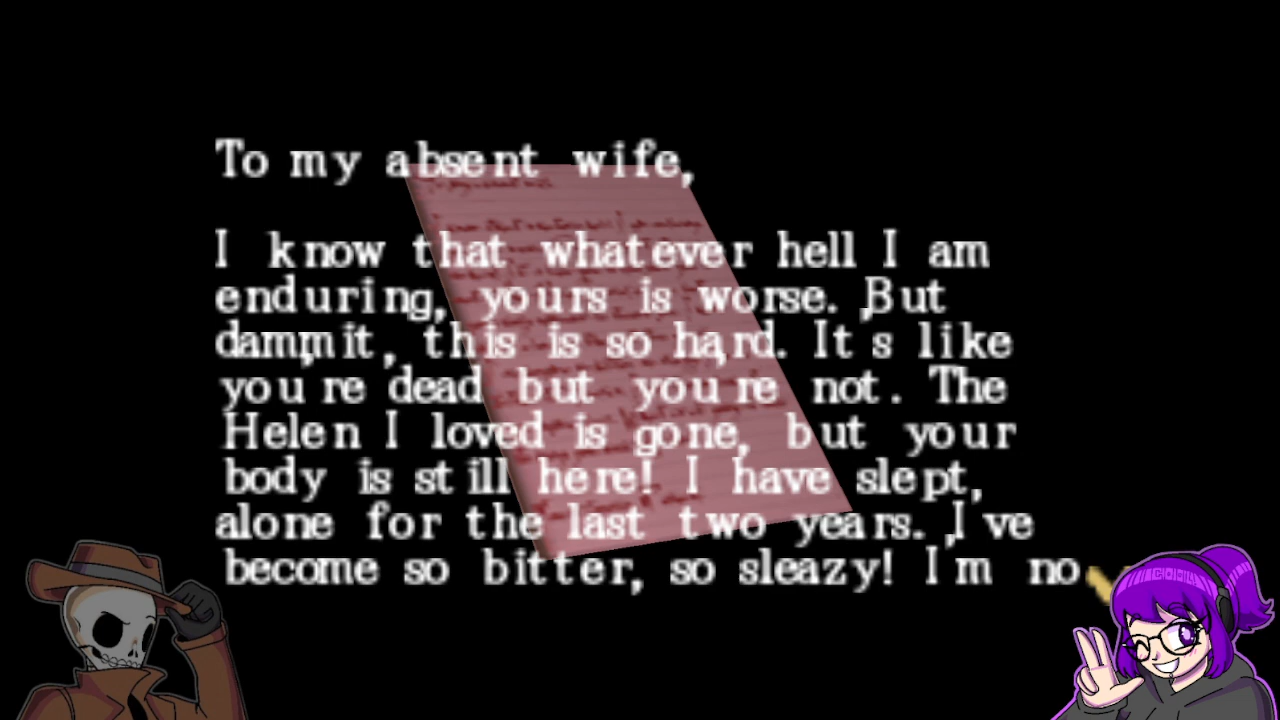 To my absent wife,
I know that whatever hell I am
enduring, yours is worse. But
dammit, this is so hard. It's like
you're dead but you're not. The
Helen I loved is gone, but your
body is still here! I have slept
alone for the last two years. I've
become so bitter, so sleazy! I'm no